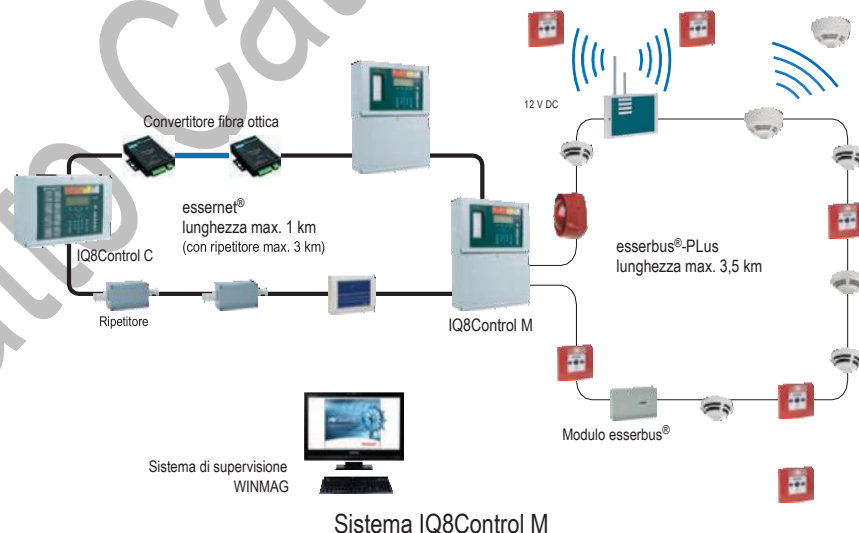 12 V DC
Convertitore fibra ottica
essernet®
lunghezza max. 1 km
(con ripetitore max. 3 km)
esserbus®-PLus
lunghezza max. 3,5 km
IQ8Control C
Ripetitore
IQ8Control M
Modulo esserbus®
Sistema di supervisione
WINMAG
Sistema IQ8Control M